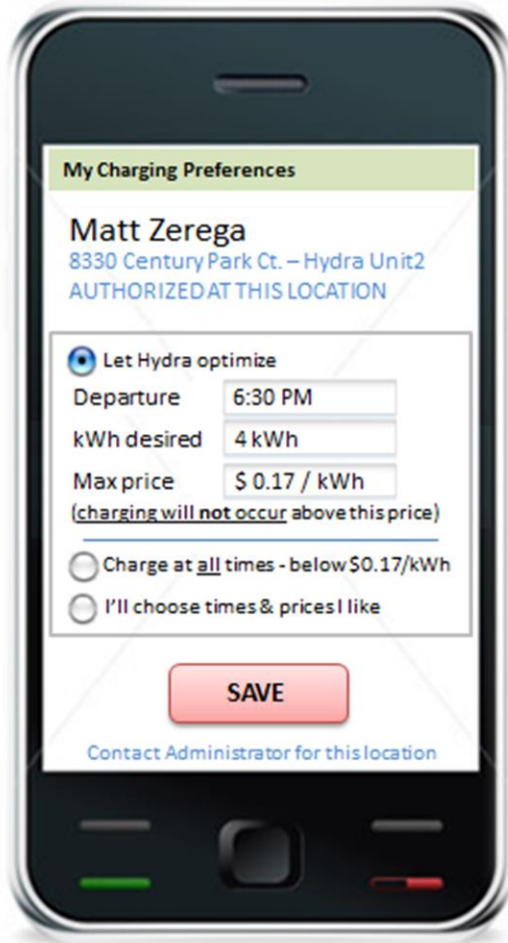 My Charging Preferences
Matt Zerega
8330 Century Park Ct. – Hydra Unit2
AUTHORIZED AT THIS LOCATION
Let Hydra optimize
Departure 6:30 PM
kWh desired 4 kWh
Max price $ 0.17 / kWh
(charging will not occur above this price)
Charge at all times - below $0.17/kWh
I'll choose times & prices I like
SAVE
Contact Administrator for this location